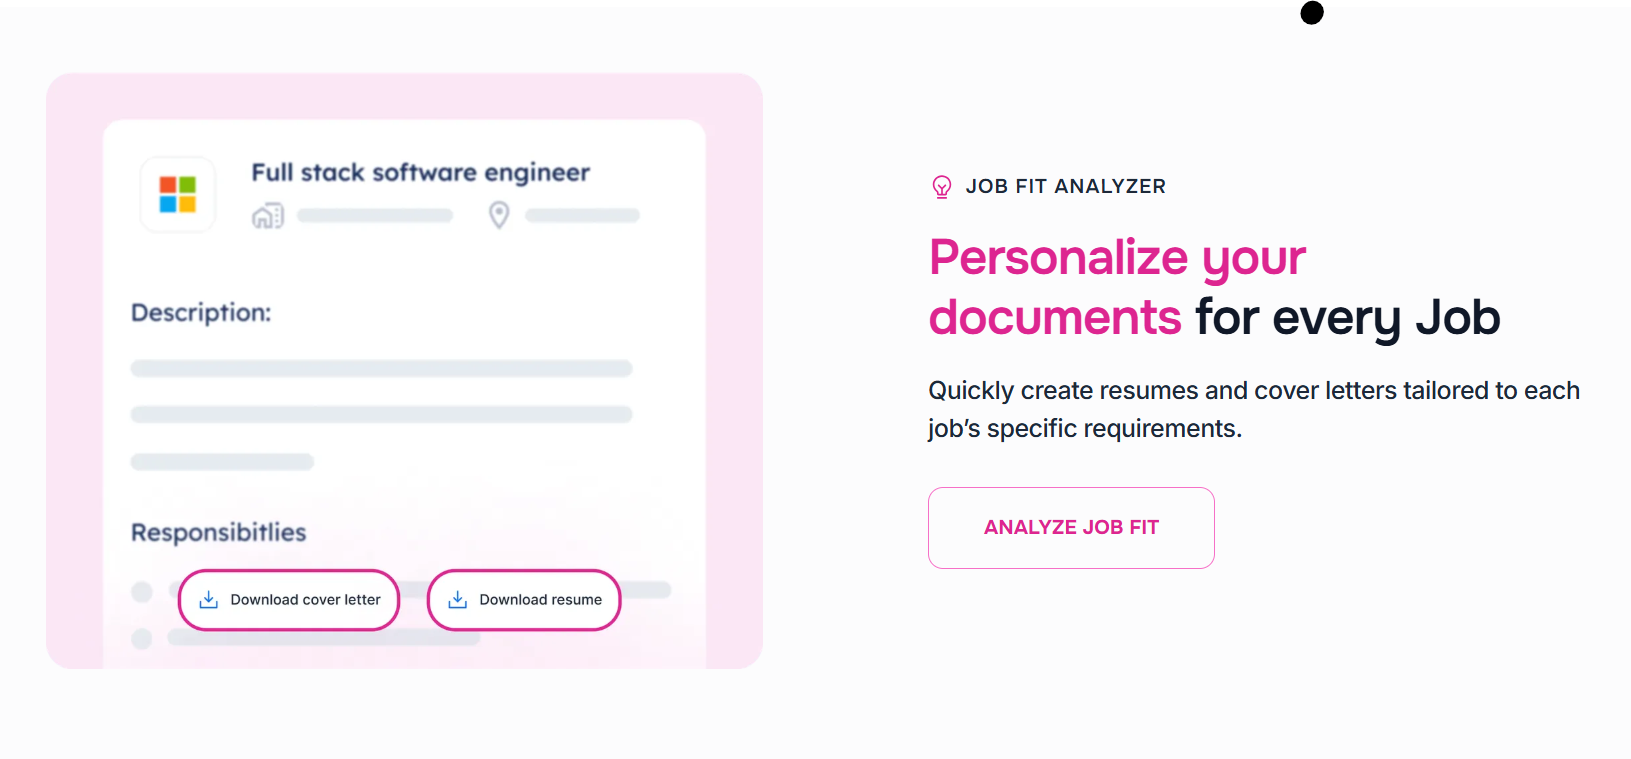 Full stack software engineer
Description:
Responsibitlies
Download cover letter
Download resume
JOB FIT ANALYZER
Personalize your
documents for every Job
Quickly create resumes and cover letters tailored to each
job’s specific requirements.
ANALYZE JOB FIT